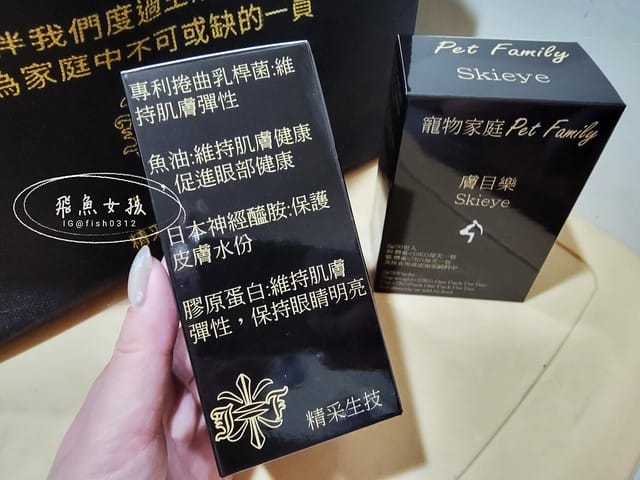 伴我們度過生
為家庭中不可或缺的一員
飛魚女孩
IG@fish0312
專利捲曲乳桿菌:維
持肌膚彈性
魚油:維持肌膚健康
,促進眼部健康
日本神經醯胺:保護
皮膚水份
膠原蛋白:維持肌膚
彈性,保持眼睛明亮
精采生技
Pet Family
Skieye
寵物家庭Pet Family
膚目樂
Skieye